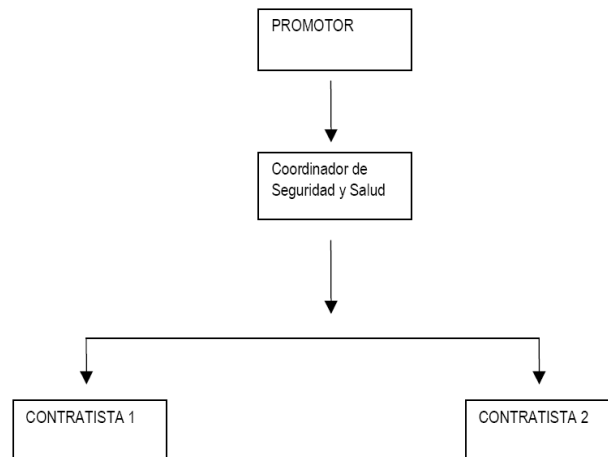 PROMOTOR
Coordinador de
Seguridad y Salud
CONTRATISTA 1
CONTRATISTA 2